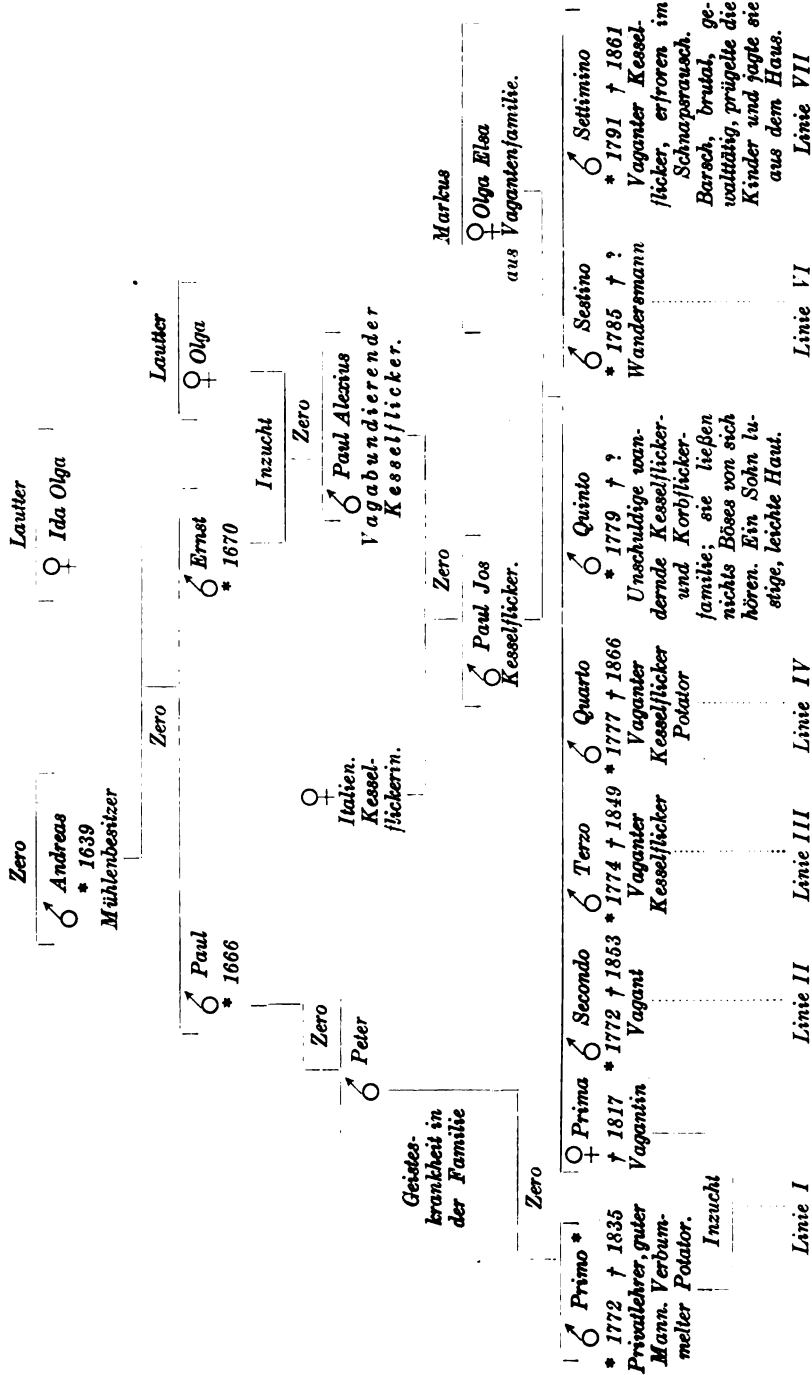 Zero
♂ Andreas
* 1639
Mühlenbesitzer
Lautter
♀ Ida Olga
Zero
♂ Paul
* 1666
♂ Ernst
* 1670
Lautter
♀ Olga
Inzucht
Zero
♂ Peter
♀
Italien.
Kessel-
flickerin.
Zero
♂ Paul Alexius
Vagabundierender
Kesselflicker.
Geistes-
krankheit in
der Familie
Zero
♂ Paul Jos
Kesselflicker.
Markus
♀ Olga Elsa
aus Vagantenfamilie.
Zero
♂ Primo *
* 1772 † 1835
Privatlehrer, guter
Mann. Verbum-
melter Potator.
♀ Prima
† 1817
Vagantin
Inzucht
Linie I
♂ Secondo
* 1772 † 1853
Vagant
Linie II
♂ Terzo
* 1774 † 1849
Vaganter
Kesselflicker
Linie III
♂ Quarto
* 1777 † 1866
Vaganter
Kesselflicker
Potator
Linie IV
♂ Quinto
* 1779 † ?
Unschuldige wan-
dernde Kesselflicker-
und Korbflicker-
familie; sie ließen
nichts Böses von sich
hören. Ein Sohn lu-
stige, leichte Haut.
♂ Sestino
* 1785 † ?
Wandersmann
Linie VI
♂ Settimino
* 1791 † 1861
Vaganter Kessel-
flicker, erfroren im
Schnapsrausch.
Barsch, brutal, ge-
walttätig, prügelte die
Kinder und jagte sie
aus dem Haus.
Linie VII